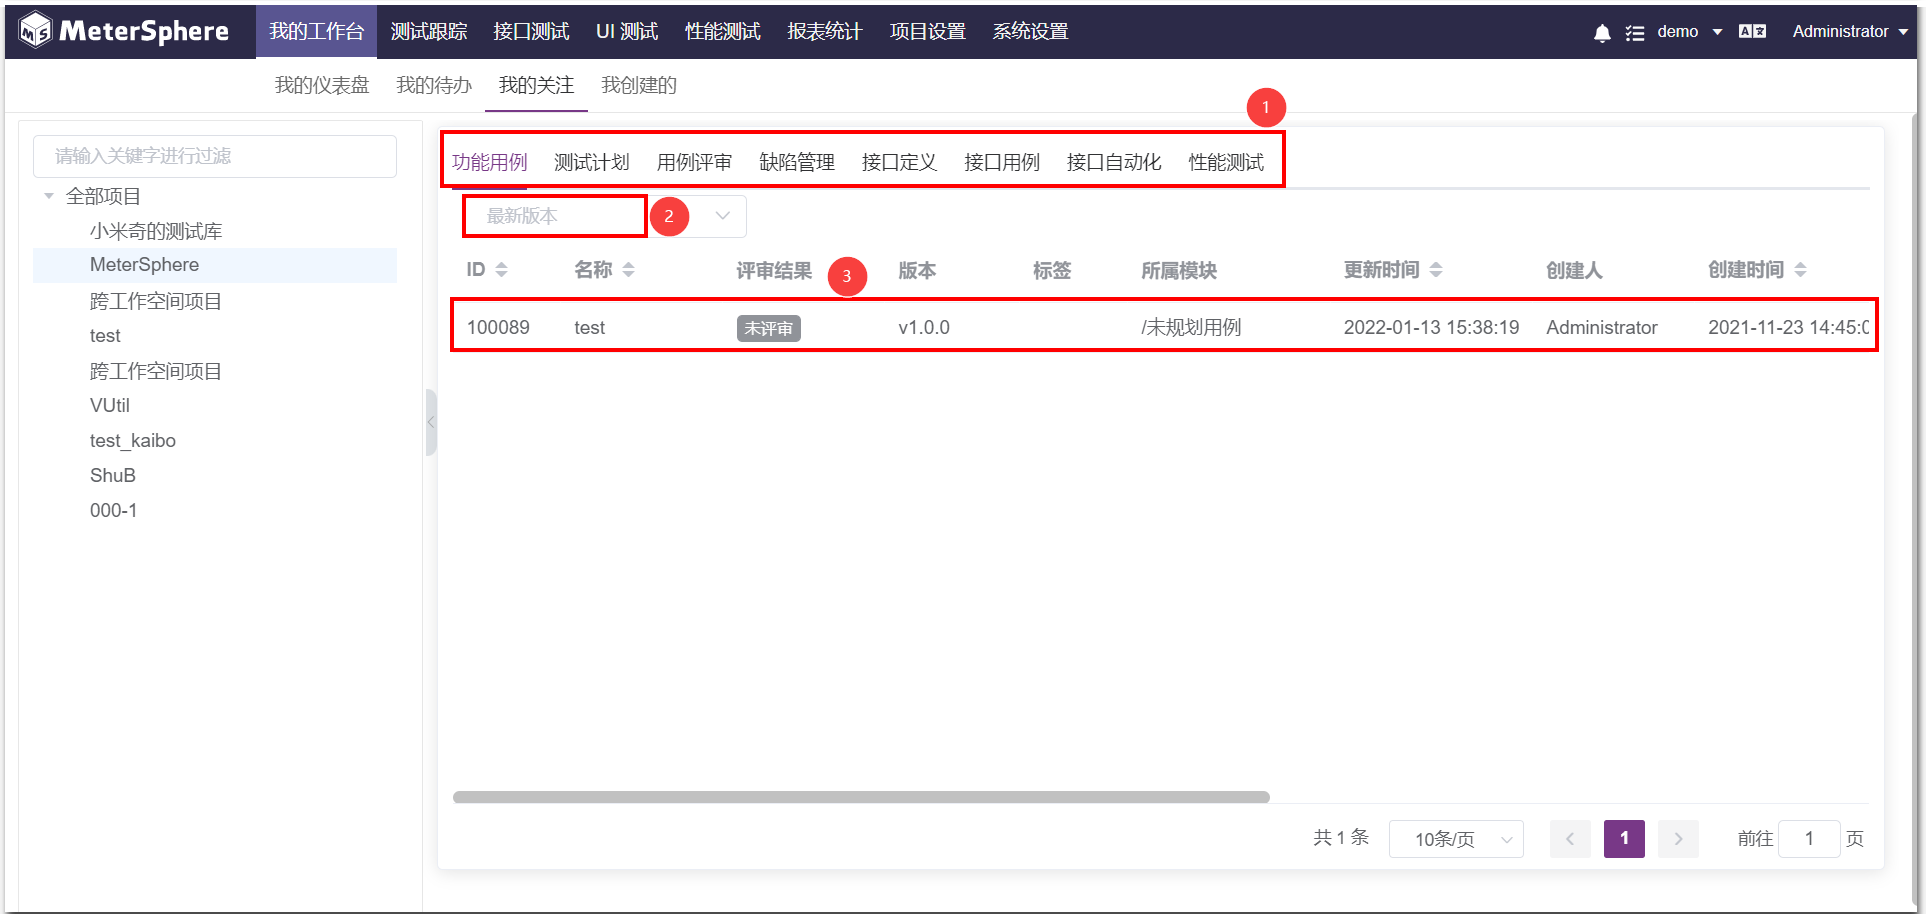 MeterSphere 我的工作台 测试跟踪 接口测试 UI 测试 性能测试 报表统计 项目设置 系统设置 demo Administrator
我的仪表盘 我的待办 我的关注 我创建的
1
请输入关键字进行过滤
功能用例 测试计划 用例评审 缺陷管理 接口定义 接口用例 接口自动化 性能测试
全部项目
最新版本 2
小米奇的测试库
MeterSphere
ID 名称 评审结果 3 版本 标签 所属模块 更新时间 创建人 创建时间
跨工作空间项目
100089 test 未评审 v1.0.0 /未规划用例 2022-01-13 15:38:19 Administrator 2021-11-23 14:45:0
test
跨工作空间项目
VUtil
test_kaibo
ShuB
000-1
共 1 条 10条/页 1 前往 1 页